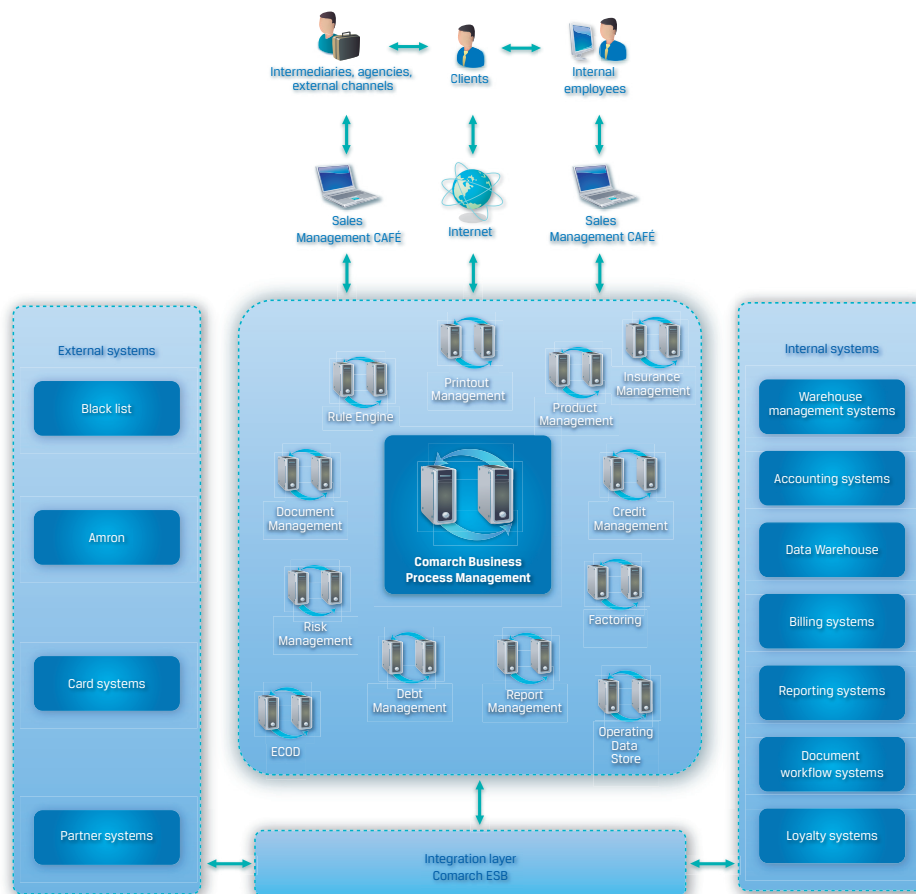 Intermediaries, agencies,
external channels
Clients
Internal
employees
Sales
Management CAFÉ
Internet
Sales
Management CAFÉ
External systems
Black list
Amron
Card systems
Partner systems
Printout
Management
Insurance
Management
Rule Engine
Product
Management
Document
Management
Credit
Management
Comarch Business
Process Management
Risk
Management
Factoring
Debt
Management
Report
Management
ECOD
Operating
Data
Store
Internal systems
Warehouse
management systems
Accounting systems
Data Warehouse
Billing systems
Reporting systems
Document
workflow systems
Loyalty systems
Integration layer
Comarch ESB